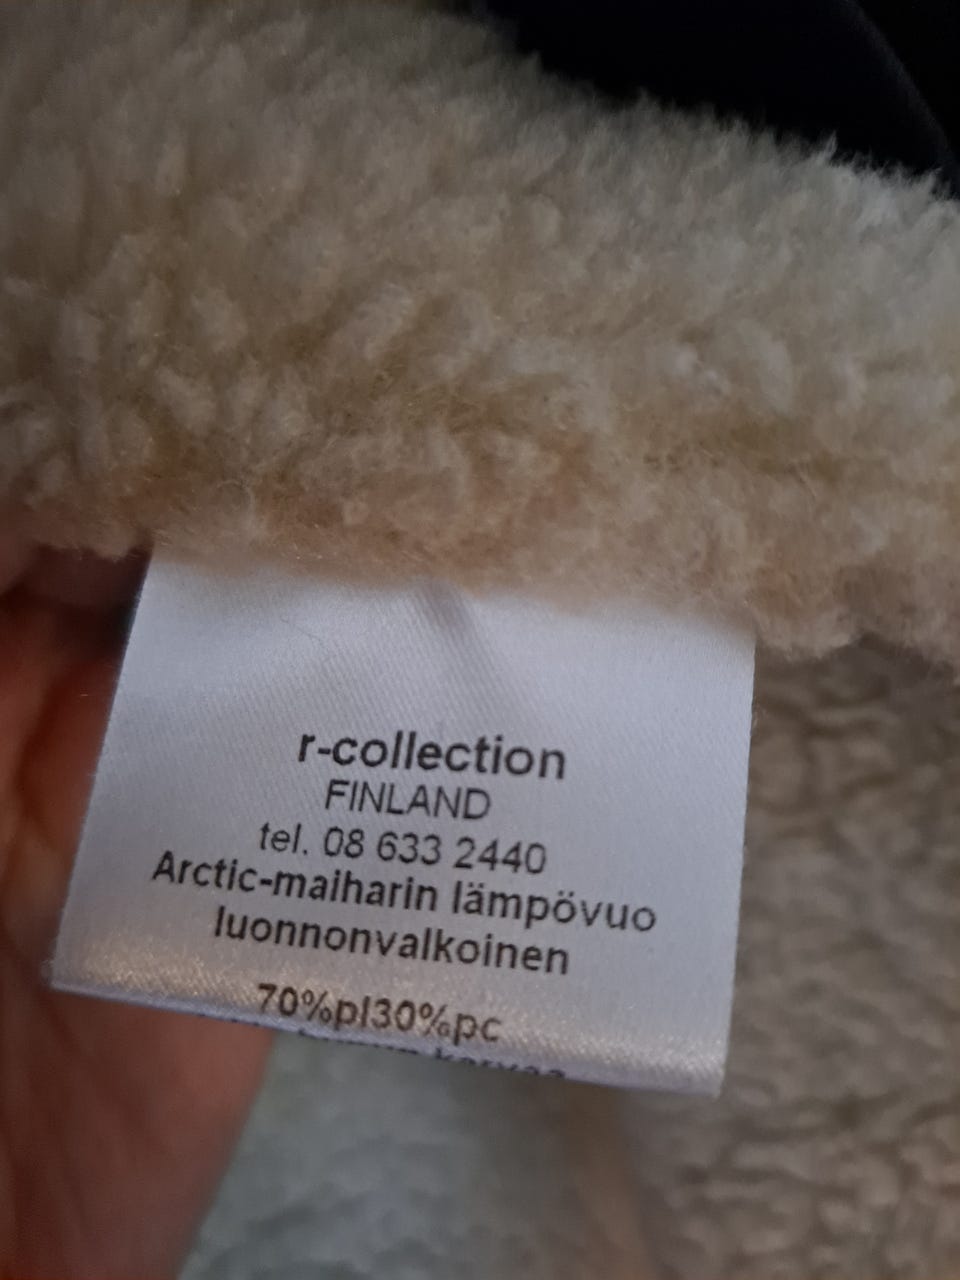 r-collection
FINLAND
tel. 08 633 2440
Arctic-maiharin lämpövuo
luonnonvalkoinen
70%pl30%pc